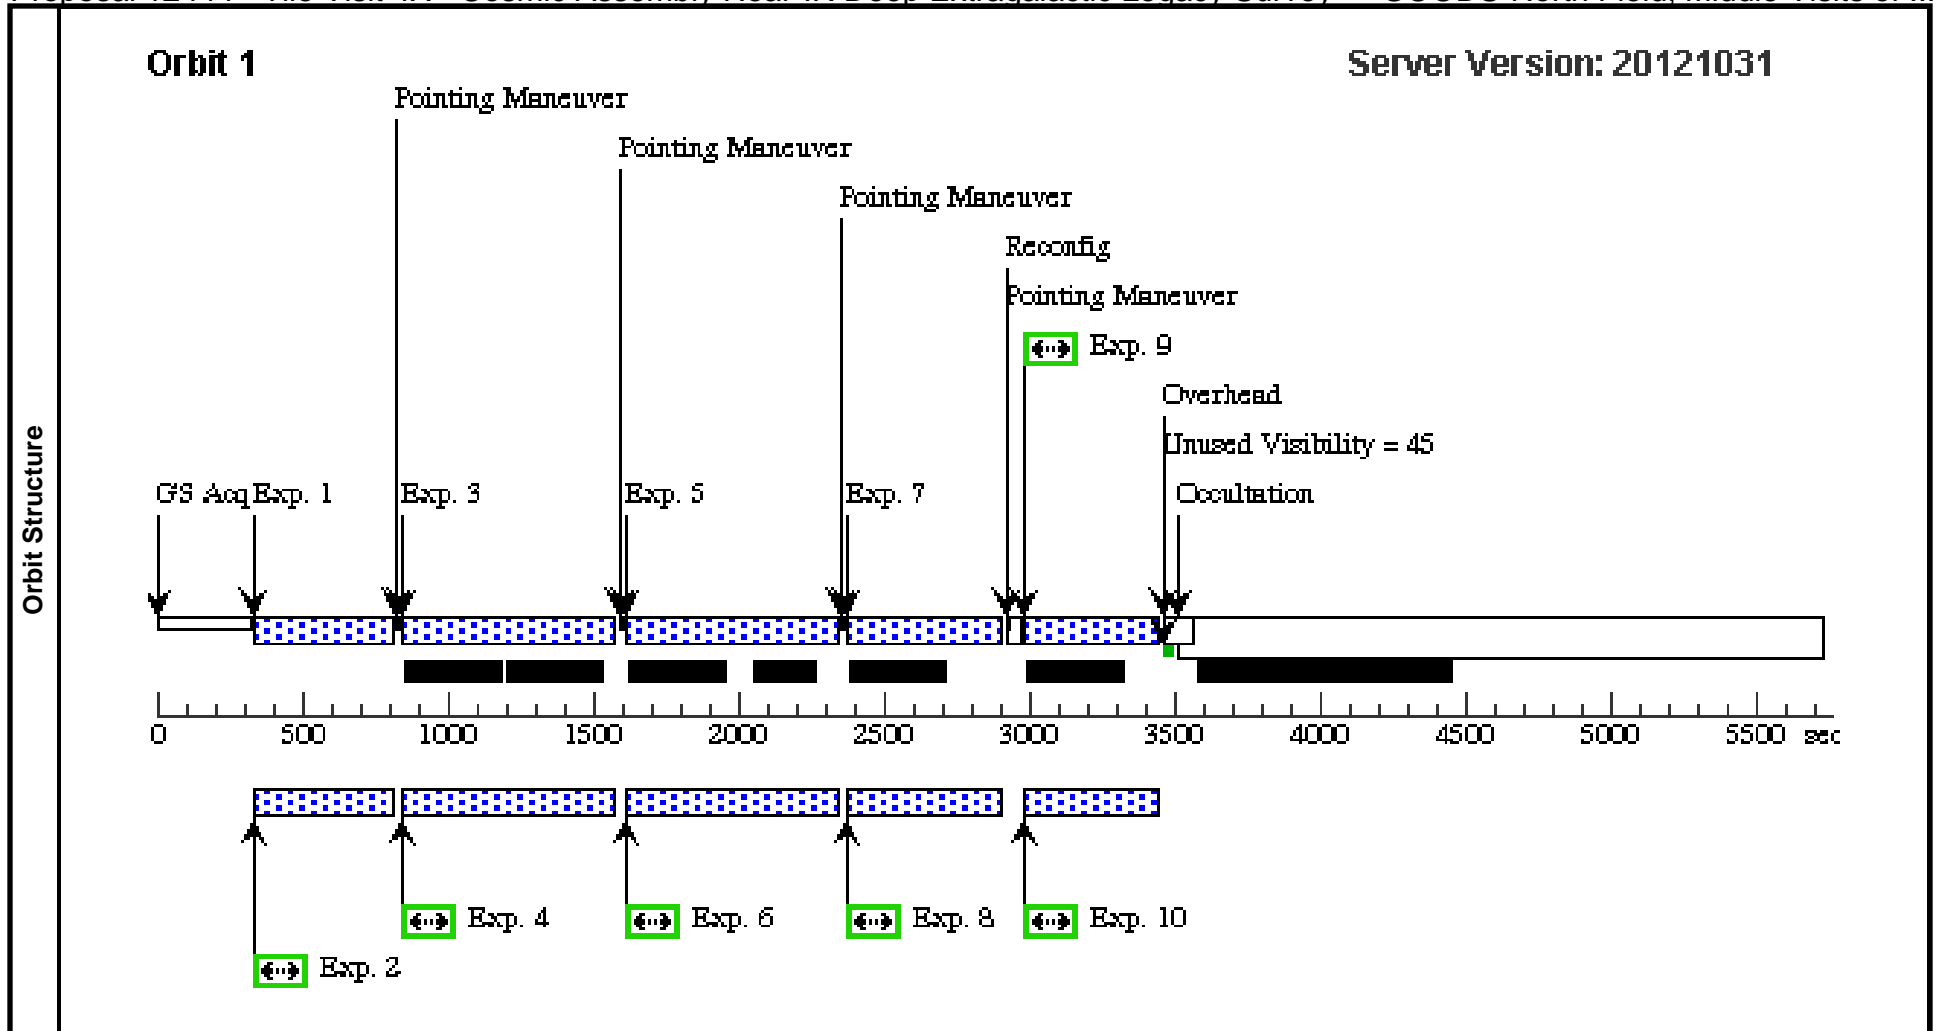 Orbit 1
Server Version: 20121031
Pointing Maneuver
Pointing Maneuver
Pointing Maneuver
Reconfig
Pointing Maneuver
Exp. 9
Overhead
Unused Visibility = 45
GS Acq
Exp. 1
Exp. 3
Exp. 5
Exp. 7
Occultation
Orbit Structure
0
500
1000
1500
2000
2500
3000
3500
4000
4500
5000
5500
sec
Exp. 4
Exp. 6
Exp. 8
Exp. 10
Exp. 2